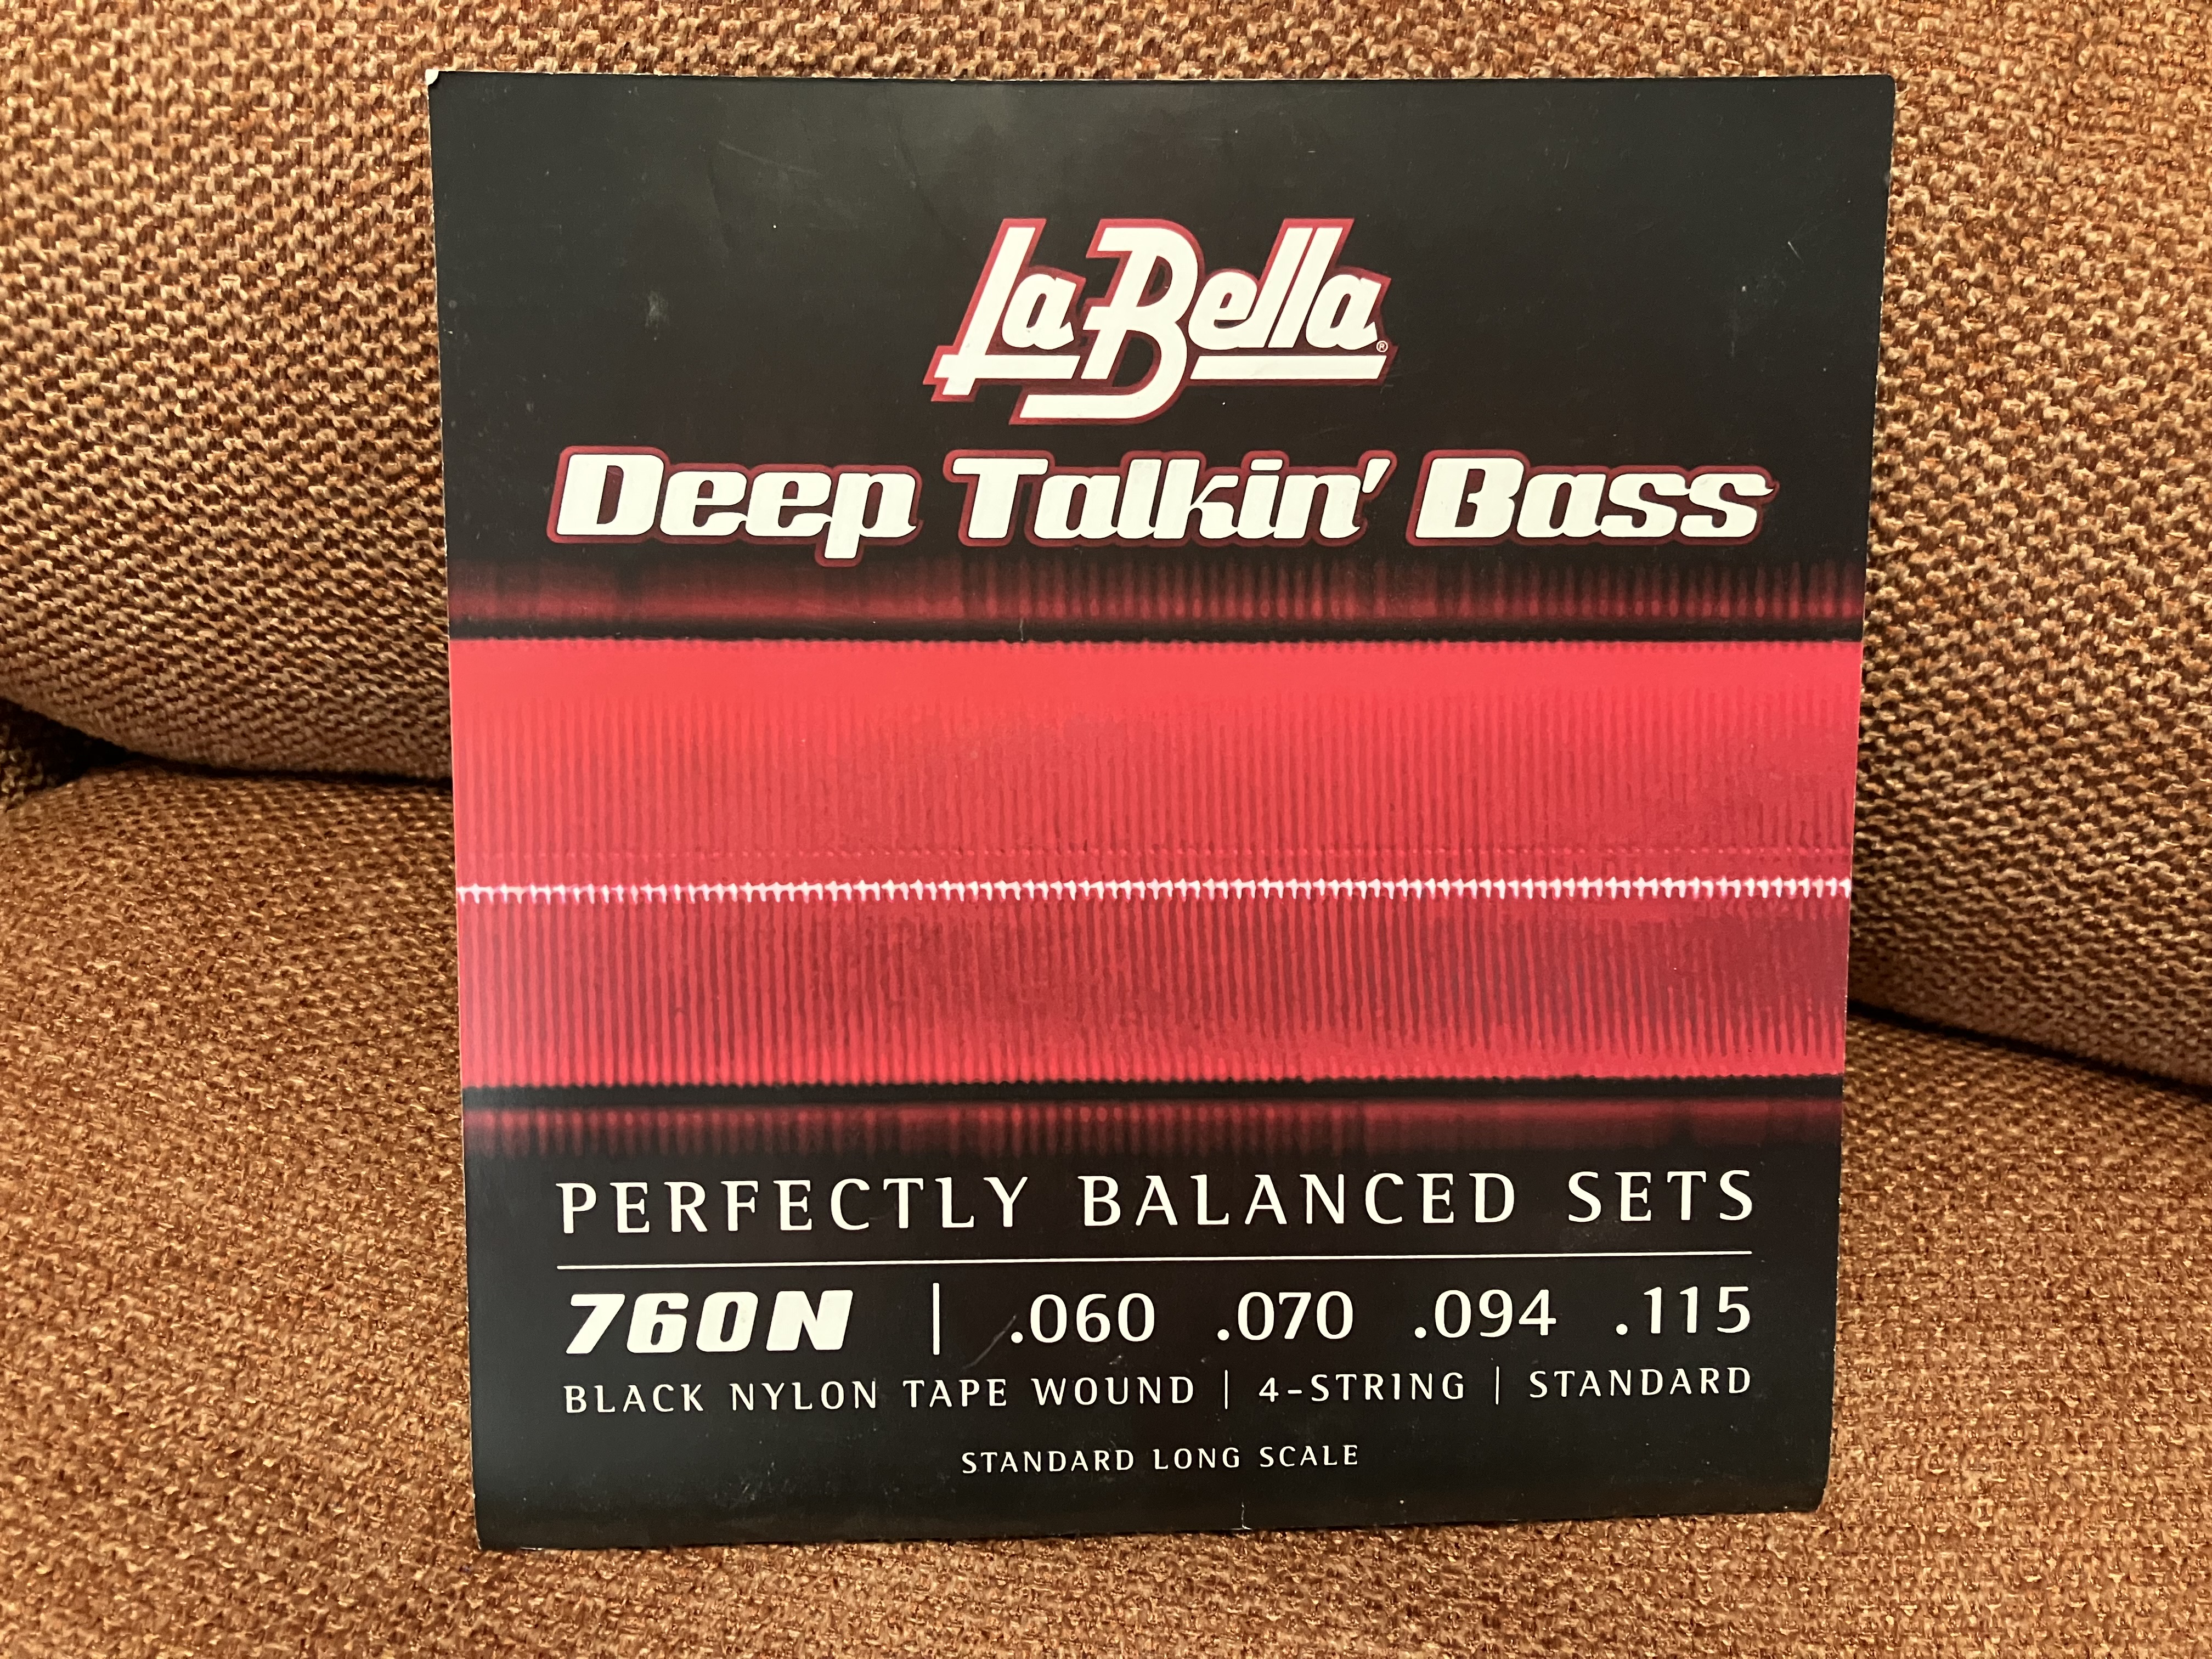 La Bella®
Deep Talkin' Bass
PERFECTLY BALANCED SETS
760N | .060 .070 .094 .115
BLACK NYLON TAPE WOUND | 4-STRING | STANDARD
STANDARD LONG SCALE